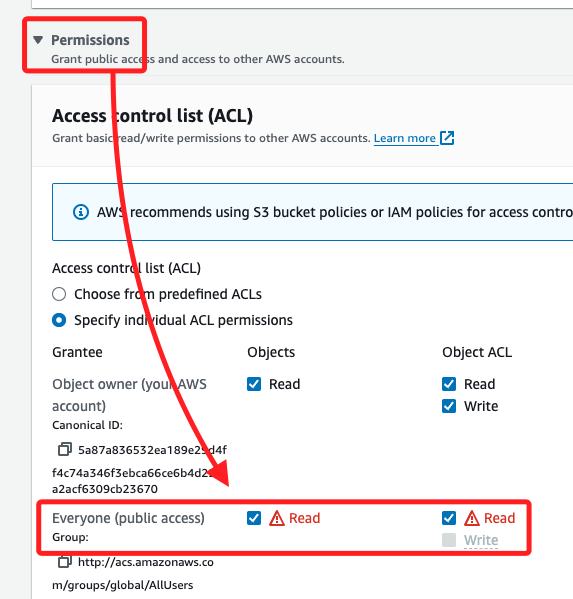 Permissions
Grant public access and access to other AWS accounts.
Access control list (ACL)
Grant basic read/write permissions to other AWS accounts. Learn more
AWS recommends using S3 bucket policies or IAM policies for access contro
Access control list (ACL)
Choose from predefined ACLs
Specify individual ACL permissions
Grantee Objects Object ACL
Object owner (your AWS account) Read Read
Write
Canonical ID:
f4c74a346f3ebca66ce6b4d2
a2acf6309cb23670
Everyone (public access) Read Read
Group: Write
http://acs.amazonaws.co
m/groups/global/AllUsers